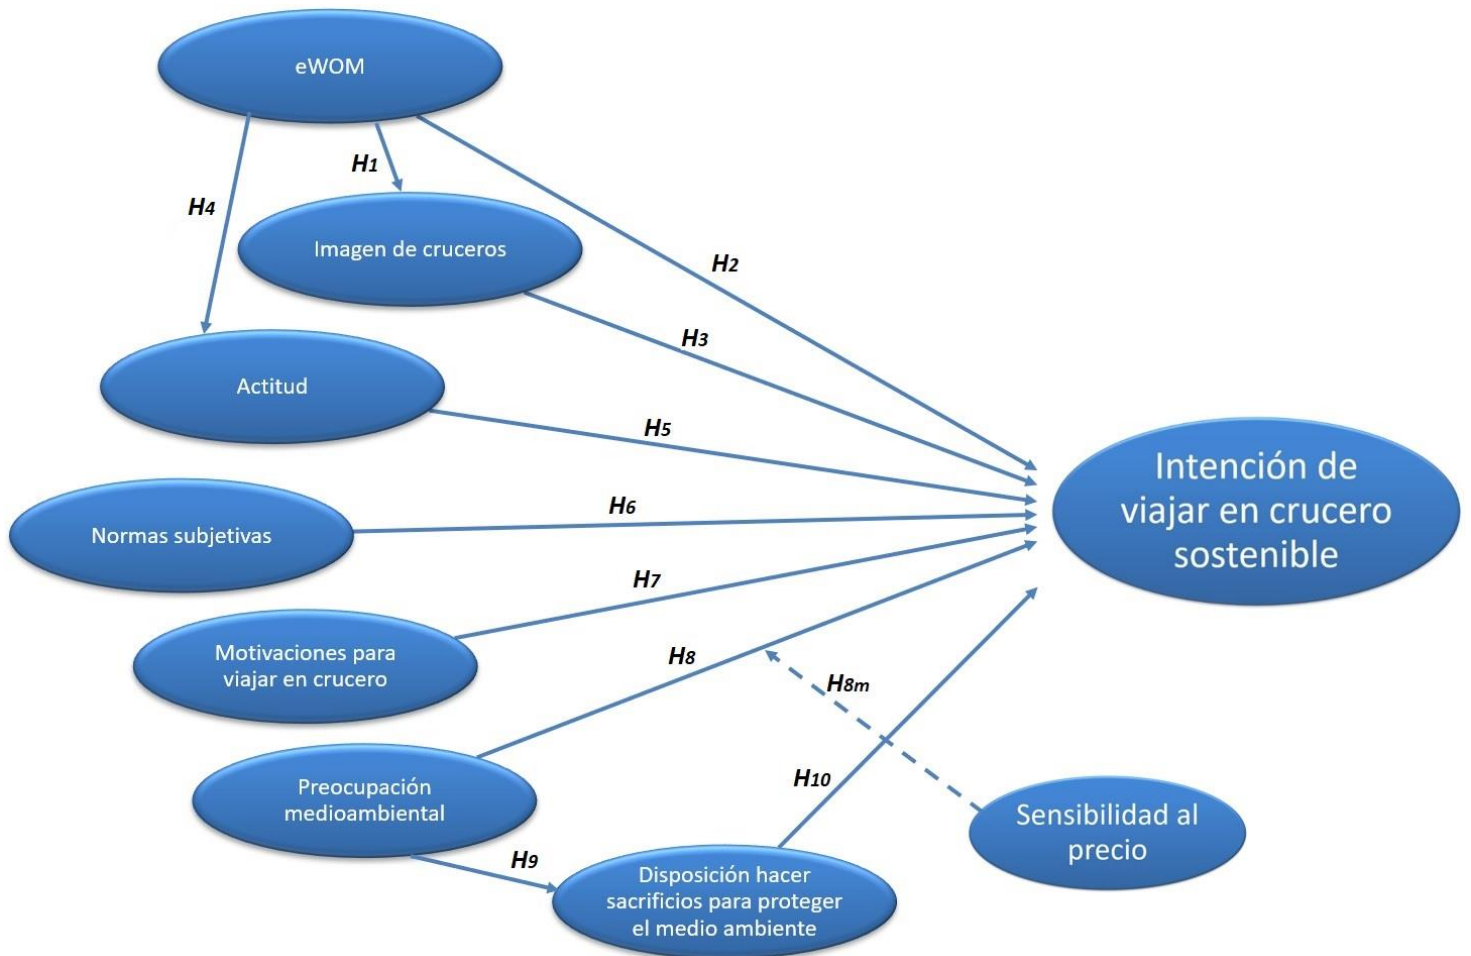 eWOM
H1
H4
Imagen de cruceros
H2
H3
Actitud
H5
Intención de
viajar en crucero
sostenible
H6
Normas subjetivas
H7
Motivaciones para
viajar en crucero
H8
H8m
Preocupación
medioambiental
H10
Sensibilidad al
precio
H9
Disposición hacer
sacrificios para proteger
el medio ambiente